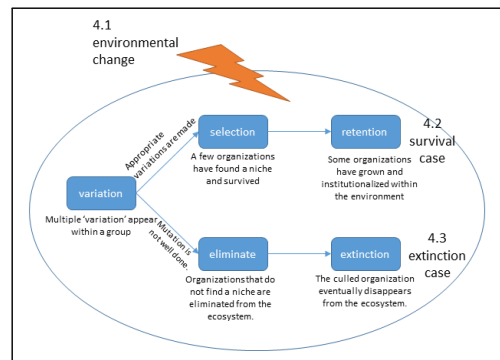 4.1
environmental
change
Appropriate
variations are made
selection
A few organizations
have found a niche
and survived
retention
Some organizations
have grown and
institutionalized within
the environment
4.2
survival
case
variation
Multiple 'variation' appear
within a group
Mutation is
not well done.
eliminate
Organizations that do
not find a niche are
eliminated from the
ecosystem.
extinction
The culled organization
eventually disappears
from the ecosystem.
4.3
extinction
case